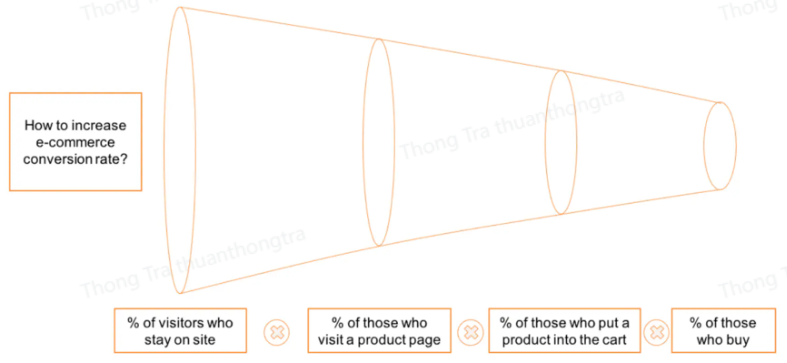 Thong Tra
Thong
Thong Tra thuanthongtra
How to increase
e-commerce
conversion rate?
Thong Tra thuanthongtra
Thong T
% of visitors who
stay on site
% of those who
visit a product page
% of those who put a
product into the cart
% of those
who buy